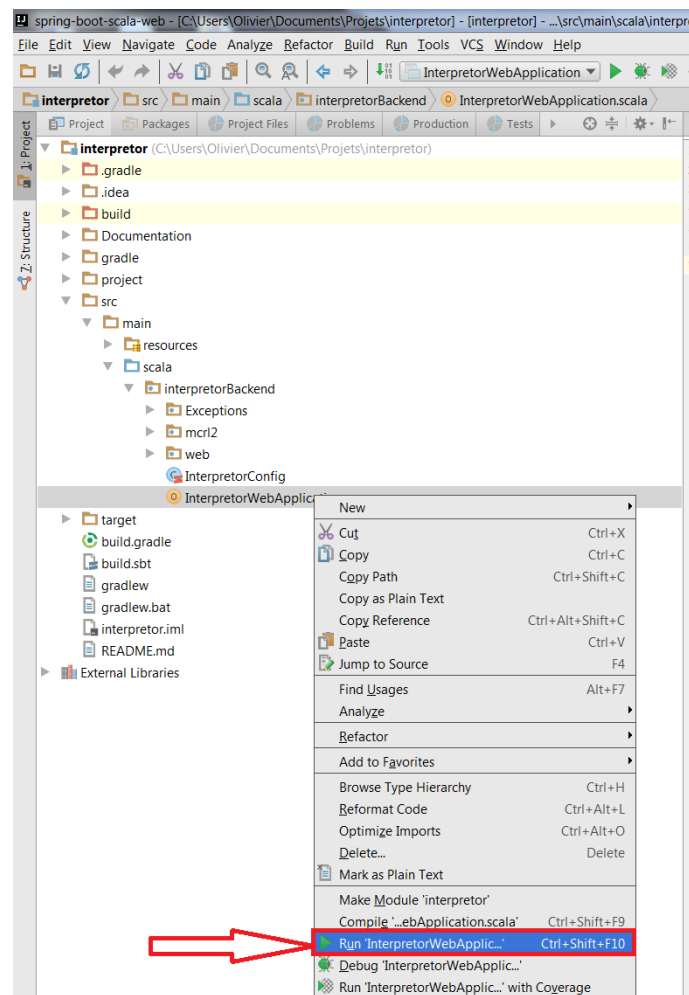 spring-boot-scala-web - [C:\Users\Olivier\Documents\Projets\interpretor] - [interpretor] - ...\src\main\scala\interpr
File Edit View Navigate Code Analyze Refactor Build Run Tools VCS Window Help
InterpretorWebApplication
interpretor src main scala interpretorBackend InterpretorWebApplication.scala
1: Project
Project Packages Project Files Problems Production Tests
interpretor (C:\Users\Olivier\Documents\Projets\interpretor)
.gradle
.idea
build
Z: Structure
Documentation
gradle
project
src
main
resources
scala
interpretorBackend
Exceptions
mcrl2
web
InterpretorConfig
InterpretorWebApplic
target
build.gradle
build.sbt
gradlew
gradlew.bat
interpretor.iml
README.md
External Libraries
New
Cut Ctrl+X
Copy Ctrl+C
Copy Path Ctrl+Shift+C
Copy as Plain Text
Copy Reference Ctrl+Alt+Shift+C
Paste Ctrl+V
Jump to Source F4
Find Usages Alt+F7
Analyze
Refactor
Add to Favorites
Browse Type Hierarchy Ctrl+H
Reformat Code Ctrl+Alt+L
Optimize Imports Ctrl+Alt+O
Delete... Delete
Mark as Plain Text
Make Module 'interpretor'
Compile '...ebApplication.scala' Ctrl+Shift+F9
Run 'InterpretorWebApplic...' Ctrl+Shift+F10
Debug 'InterpretorWebApplic...'
Run 'InterpretorWebApplic...' with Coverage